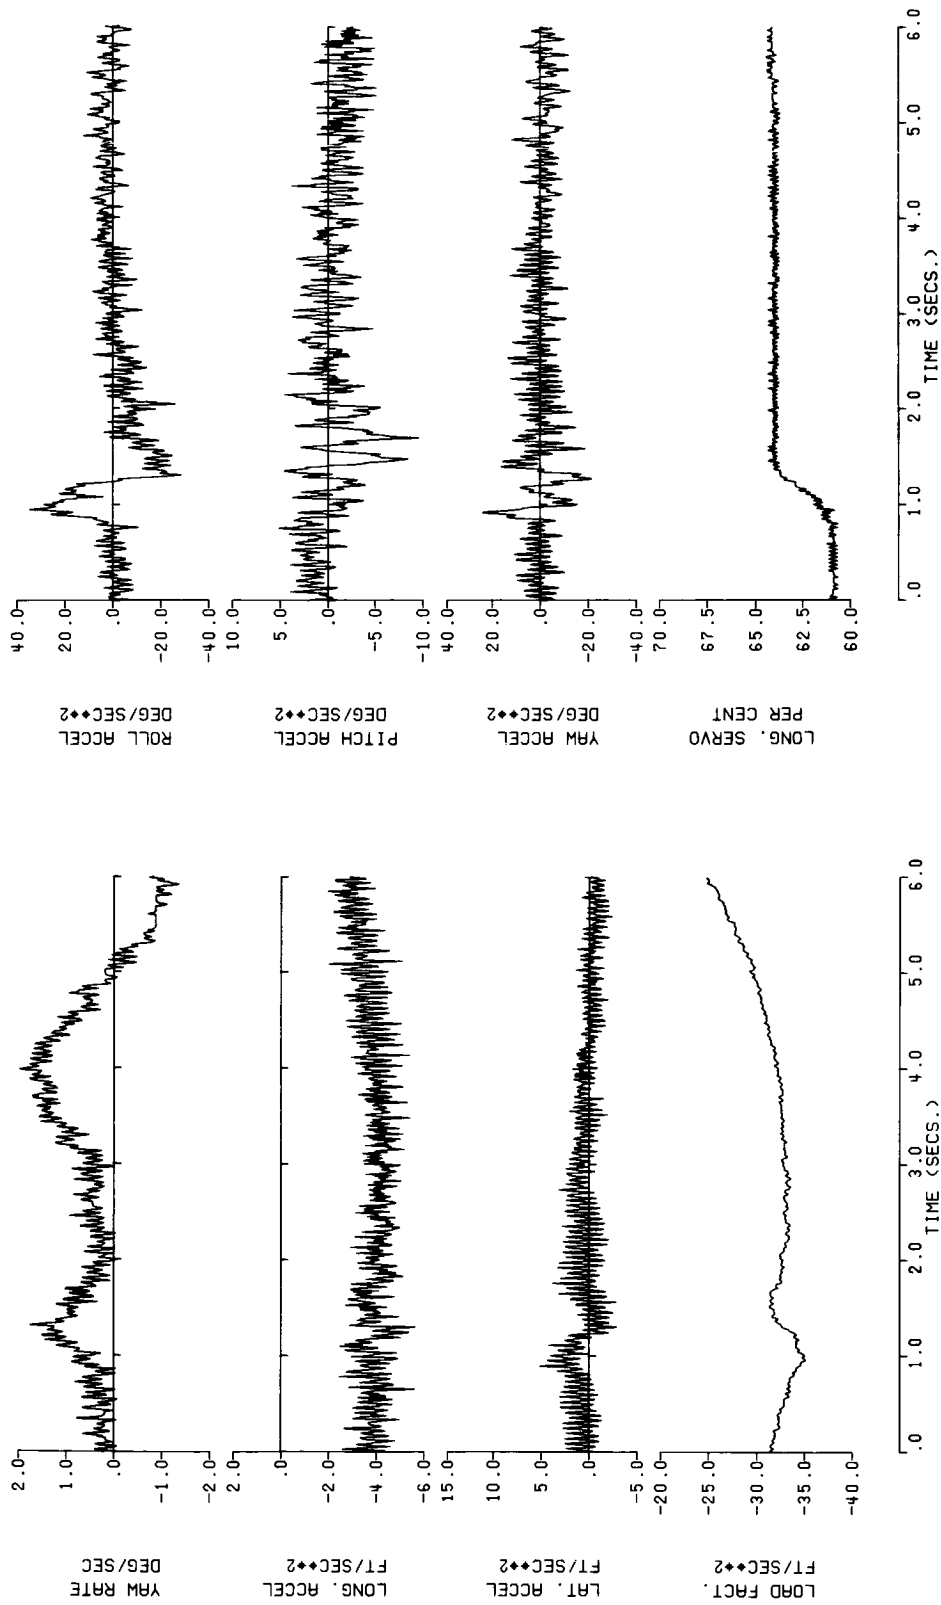 40.0
20.0
.0
-20.0
-40.0
ROLL ACCEL
DEG/SEC**2
10.0
5.0
.0
-5.0
-10.0
PITCH ACCEL
DEG/SEC**2
40.0
20.0
.0
-20.0
-40.0
YAW ACCEL
DEG/SEC**2
70.0
67.5
65.0
62.5
60.0
LONG. SERVO
PER CENT
.0 1.0 2.0 3.0 4.0 5.0 6.0
TIME (SECS.)
2.0
1.0
.0
-1.0
-2.0
YAW RATE
DEG/SEC
2.0
.0
-2.0
-4.0
-6.0
LONG. ACCEL
FT/SEC**2
15.0
10.0
5.0
.0
-5.0
LAT. ACCEL
FT/SEC**2
-20.0
-25.0
-30.0
-35.0
-40.0
LOAD FACT.
FT/SEC**2
.0 1.0 2.0 3.0 4.0 5.0 6.0
TIME (SECS.)